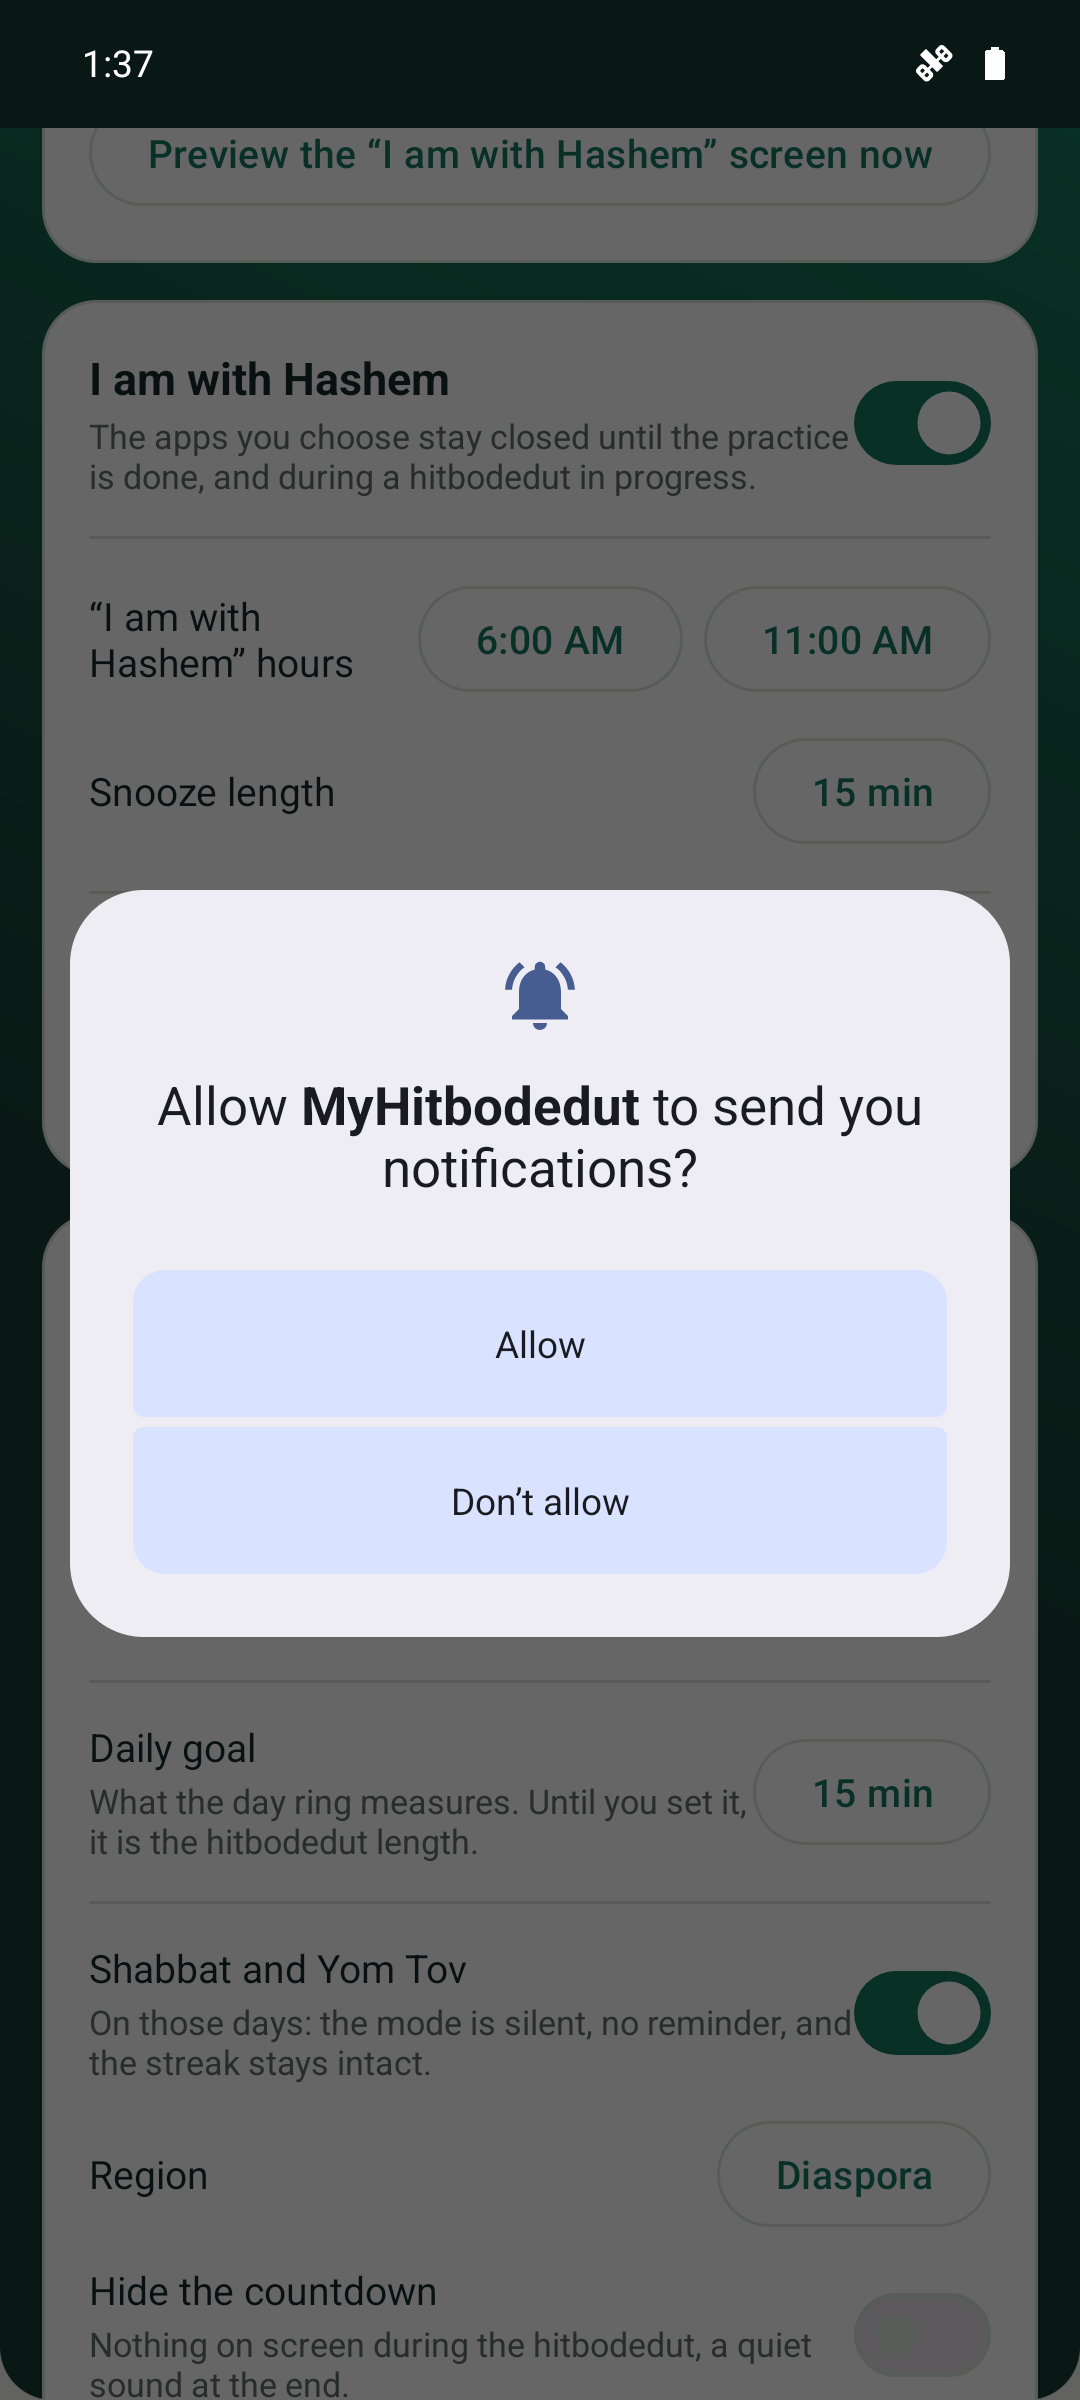 1:37
Preview the “I am with Hashem” screen now
I am with Hashem
The apps you choose stay closed until the practice
is done, and during a hitbodedut in progress.
“I am with
Hashem” hours
6:00 AM
11:00 AM
Snooze length
15 min
Allow MyHitbodedut to send you
notifications?
Allow
Don’t allow
Daily goal
What the day ring measures. Until you set it,
it is the hitbodedut length.
15 min
Shabbat and Yom Tov
On those days: the mode is silent, no reminder, and
the streak stays intact.
Region
Diaspora
Hide the countdown
Nothing on screen during the hitbodedut, a quiet
sound at the end.